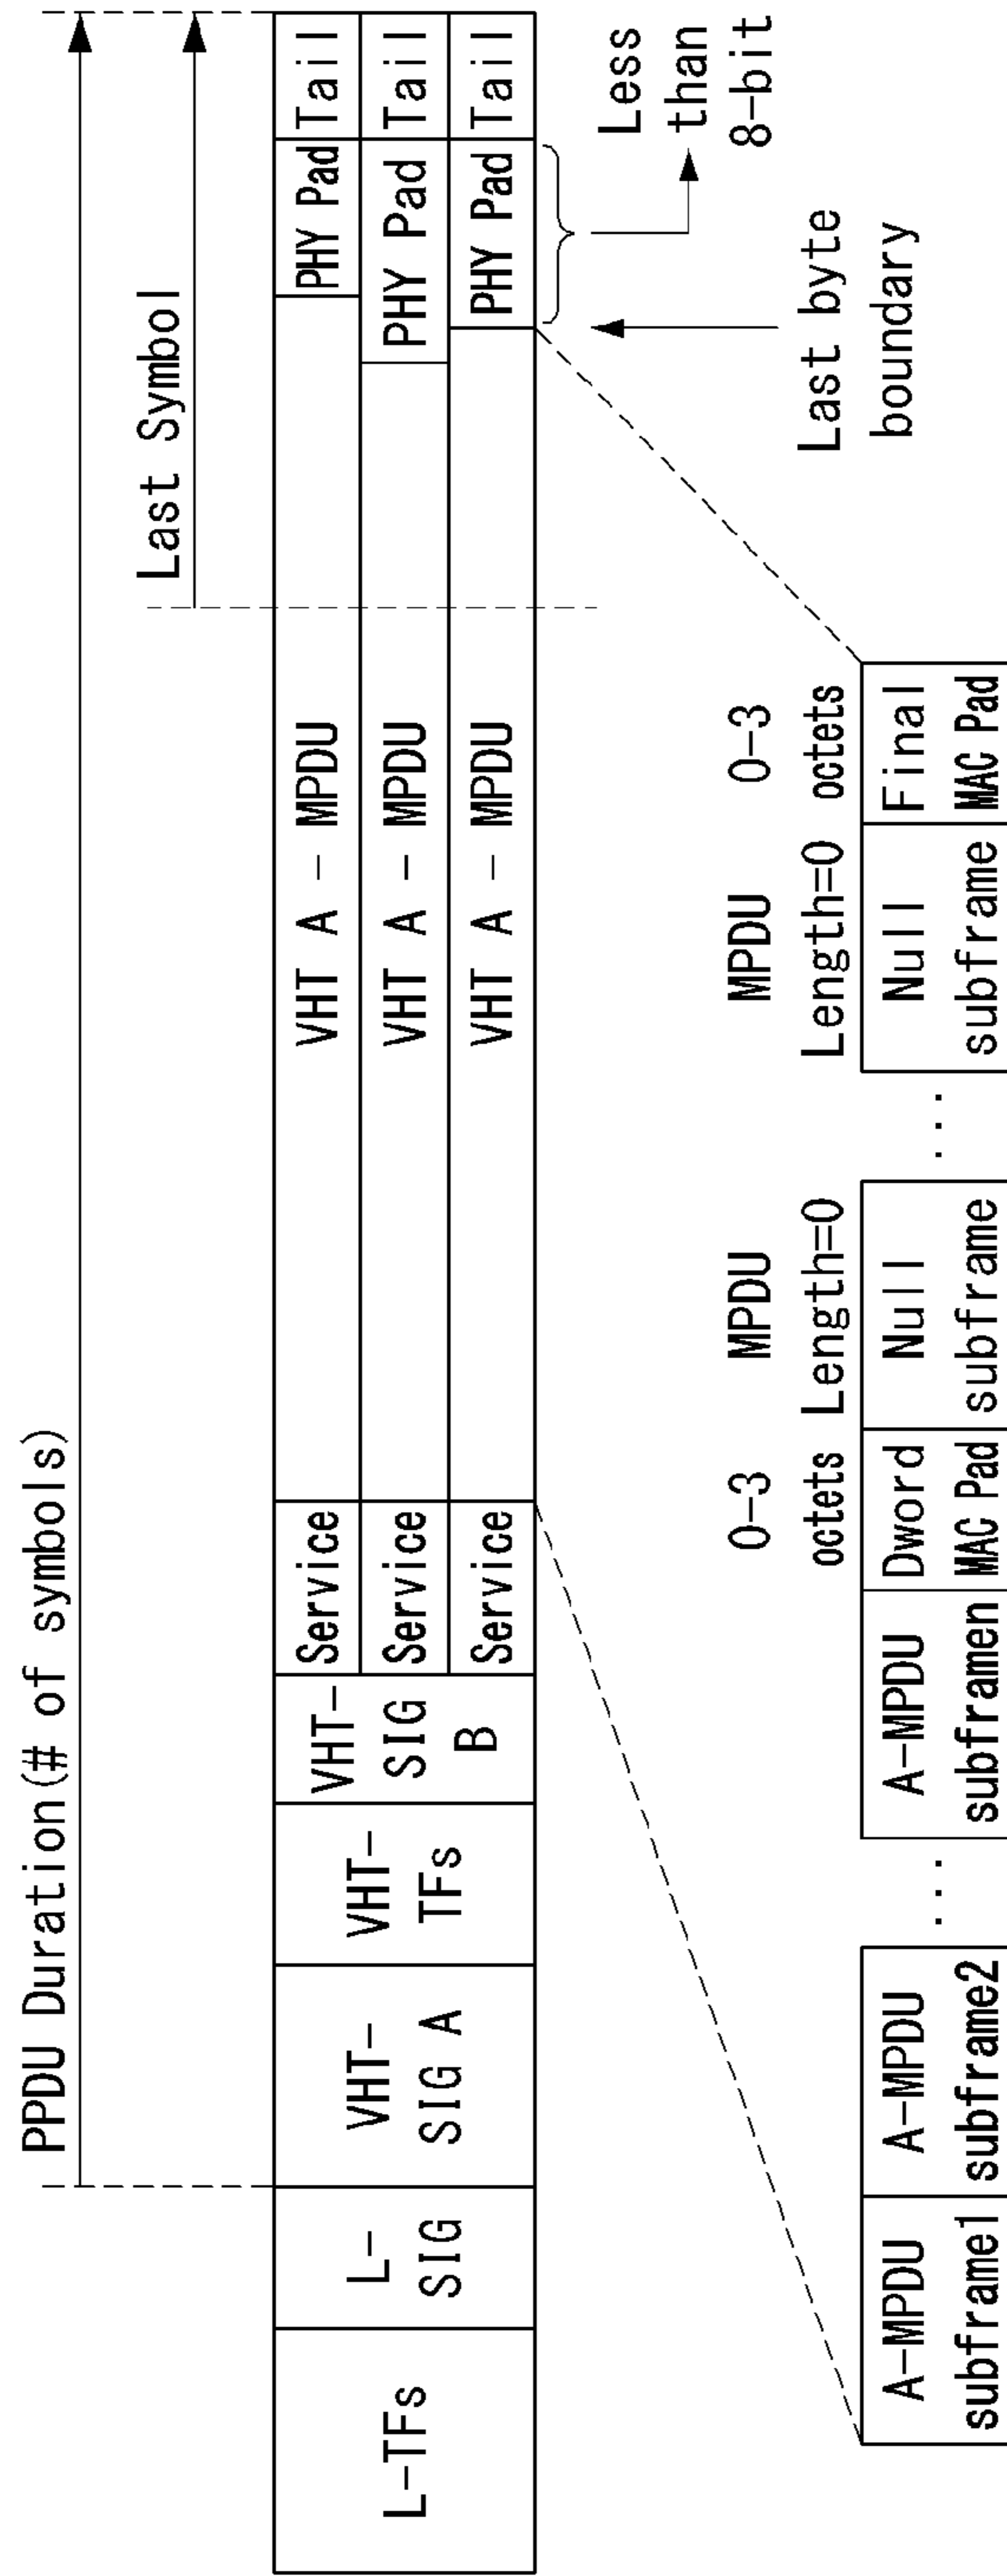 PPDU Duration(# of symbols)
Last Symbol
L-TFs
L-
SIG
VHT-
SIG A
VHT-
TFs
VHT-
SIG
B
Service
VHT A - MPDU
PHY Pad
Tail
Service
VHT A - MPDU
PHY Pad
Tail
Service
VHT A - MPDU
PHY Pad
Tail
Less
than
8-bit
Last byte
boundary
0-3
octets
MPDU
Length=0
MPDU
Length=0
0-3
octets
A-MPDU
subframe1
A-MPDU
subframe2
...
A-MPDU
subframen
Dword
MAC Pad
Null
subframe
...
Null
subframe
Final
MAC Pad